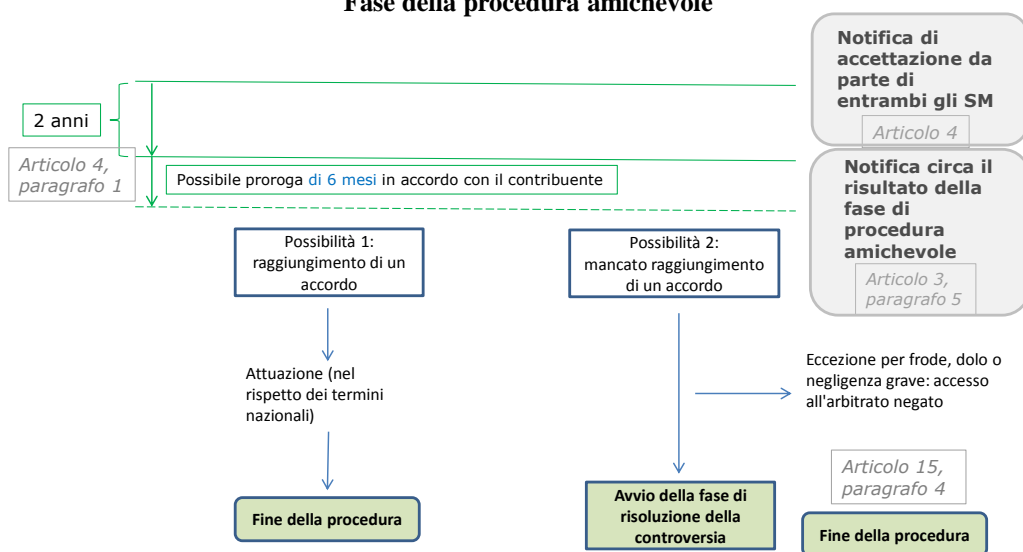 Fase della procedura amichevole
Notifica di
accettazione da
parte di
entrambi gli SM
Articolo 4
2 anni
Articolo 4,
paragrafo 1
Possibile proroga di 6 mesi in accordo con il contribuente
Notifica circa il
risultato della
fase di
procedura
amichevole
Articolo 3,
paragrafo 5
Possibilità 1:
raggiungimento di un
accordo
Possibilità 2:
mancato raggiungimento
di un accordo
Attuazione (nel
rispetto dei termini
nazionali)
Eccezione per frode, dolo o
negligenza grave: accesso
all'arbitrato negato
Articolo 15,
paragrafo 4
Fine della procedura
Avvio della fase di
risoluzione della
controversia
Fine della procedura